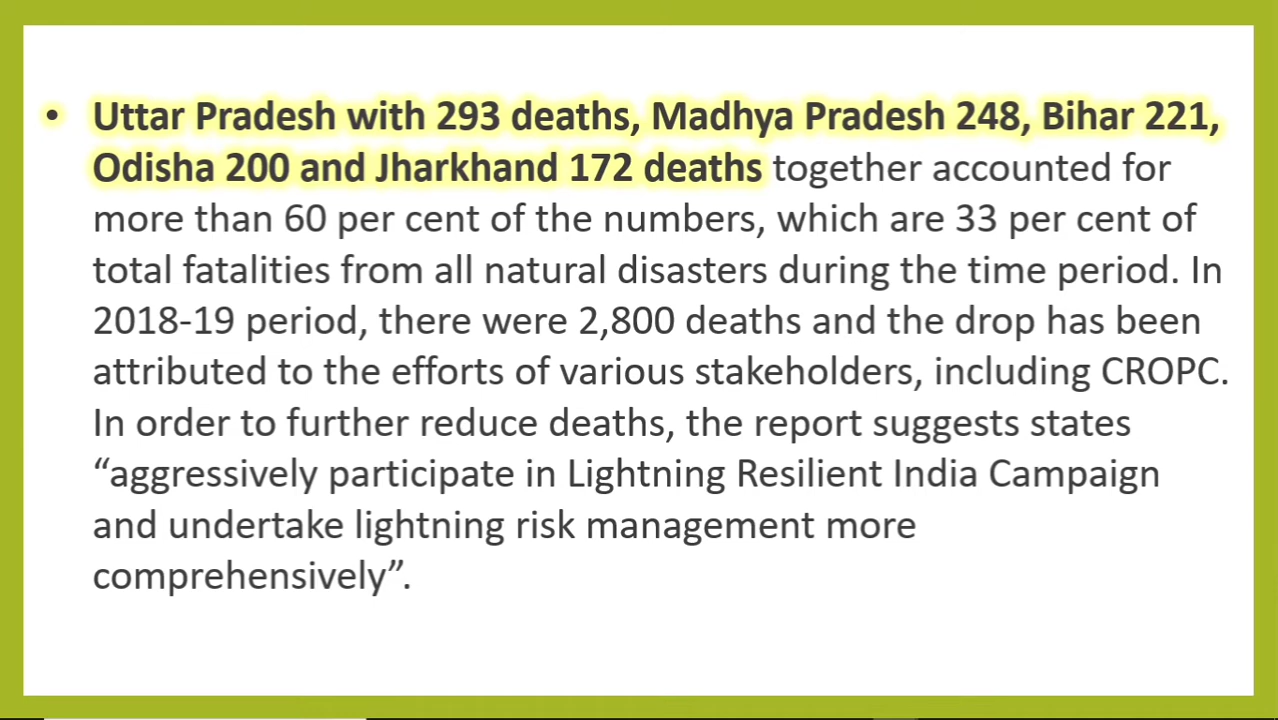 • Uttar Pradesh with 293 deaths, Madhya Pradesh 248, Bihar 221,
Odisha 200 and Jharkhand 172 deaths together accounted for
more than 60 per cent of the numbers, which are 33 per cent of
total fatalities from all natural disasters during the time period. In
2018-19 period, there were 2,800 deaths and the drop has been
attributed to the efforts of various stakeholders, including CROPC.
In order to further reduce deaths, the report suggests states
“aggressively participate in Lightning Resilient India Campaign
and undertake lightning risk management more
comprehensively”.